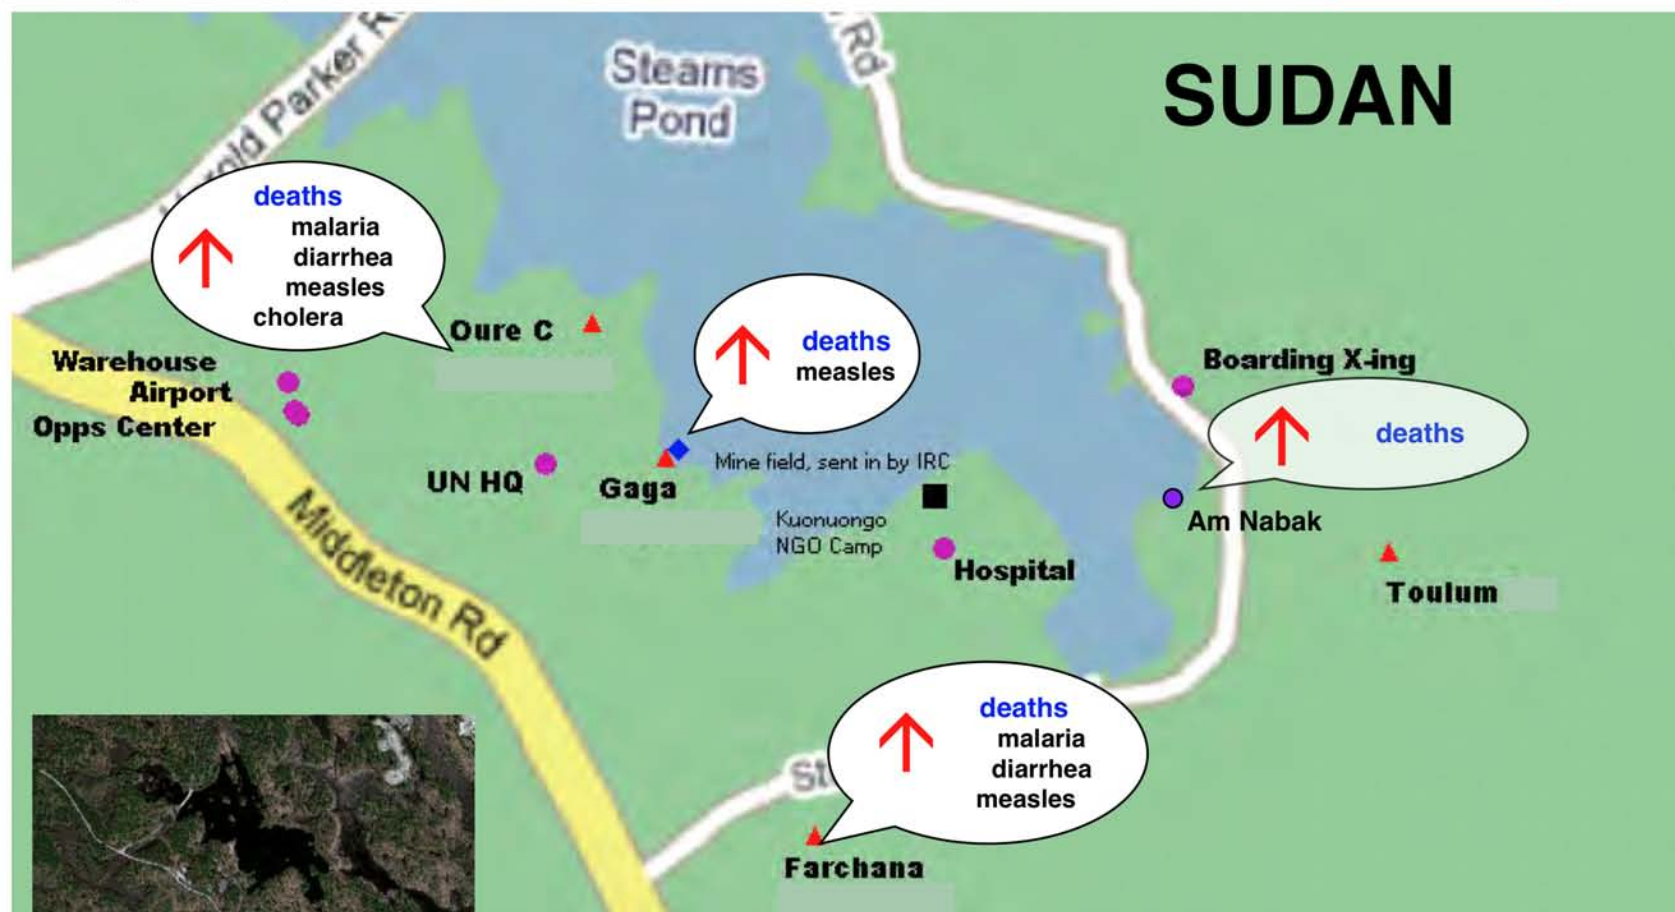 Stearns
Pond
Rd
SUDAN
Harold Parker R
deaths
malaria
diarrhea
measles
cholera
Oure C
deaths
measles
Warehouse
Airport
Opps Center
Boarding X-ing
deaths
UN HQ
Gaga
Mine field, sent in by IRC
Kuonuongo
NGO Camp
Hospital
Am Nabak
Toulum
Middleton Rd
deaths
malaria
diarrhea
measles
St
Farchana